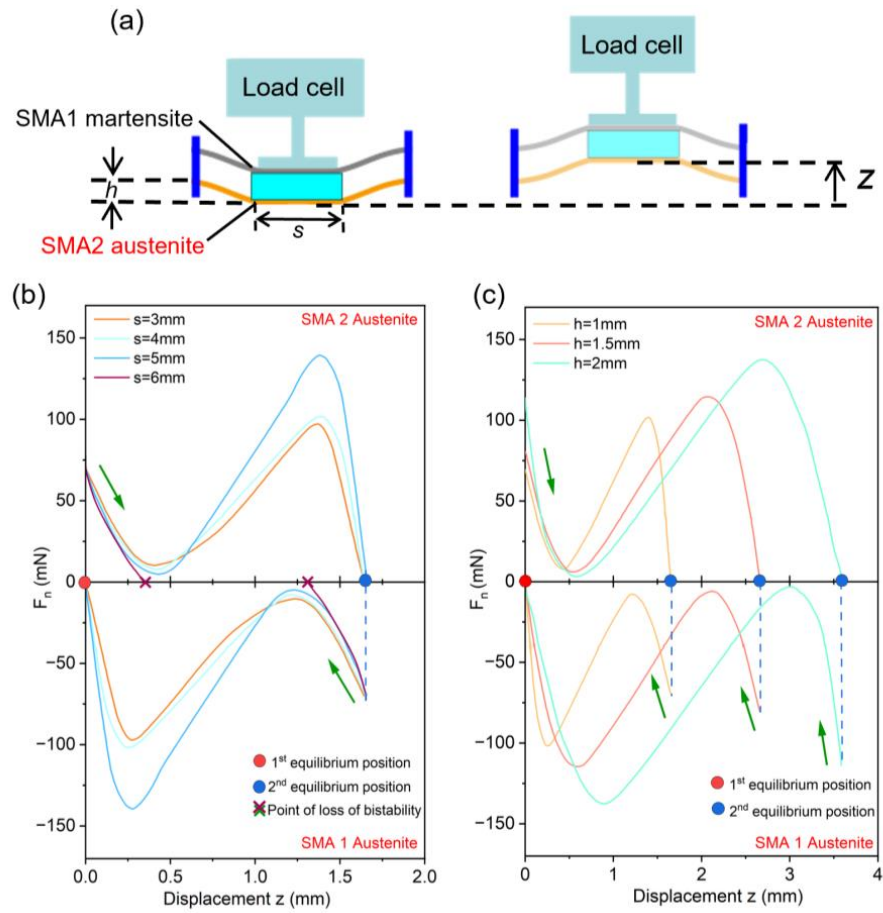 (a)
Load cell
Load cell
SMA1 martensite
h
z
s
SMA2 austenite
(b)
(c)
s=3mm
s=4mm
s=5mm
s=6mm
SMA 2 Austenite
h=1mm
h=1.5mm
h=2mm
SMA 2 Austenite
150
100
50
0
−50
−100
−150
Fn (mN)
1st equilibrium position
2nd equilibrium position
Point of loss of bistability
SMA 1 Austenite
0.0 0.5 1.0 1.5 2.0
Displacement z (mm)
150
100
50
0
−50
−100
−150
Fn (mN)
1st equilibrium position
2nd equilibrium position
SMA 1 Austenite
0 1 2 3 4
Displacement z (mm)